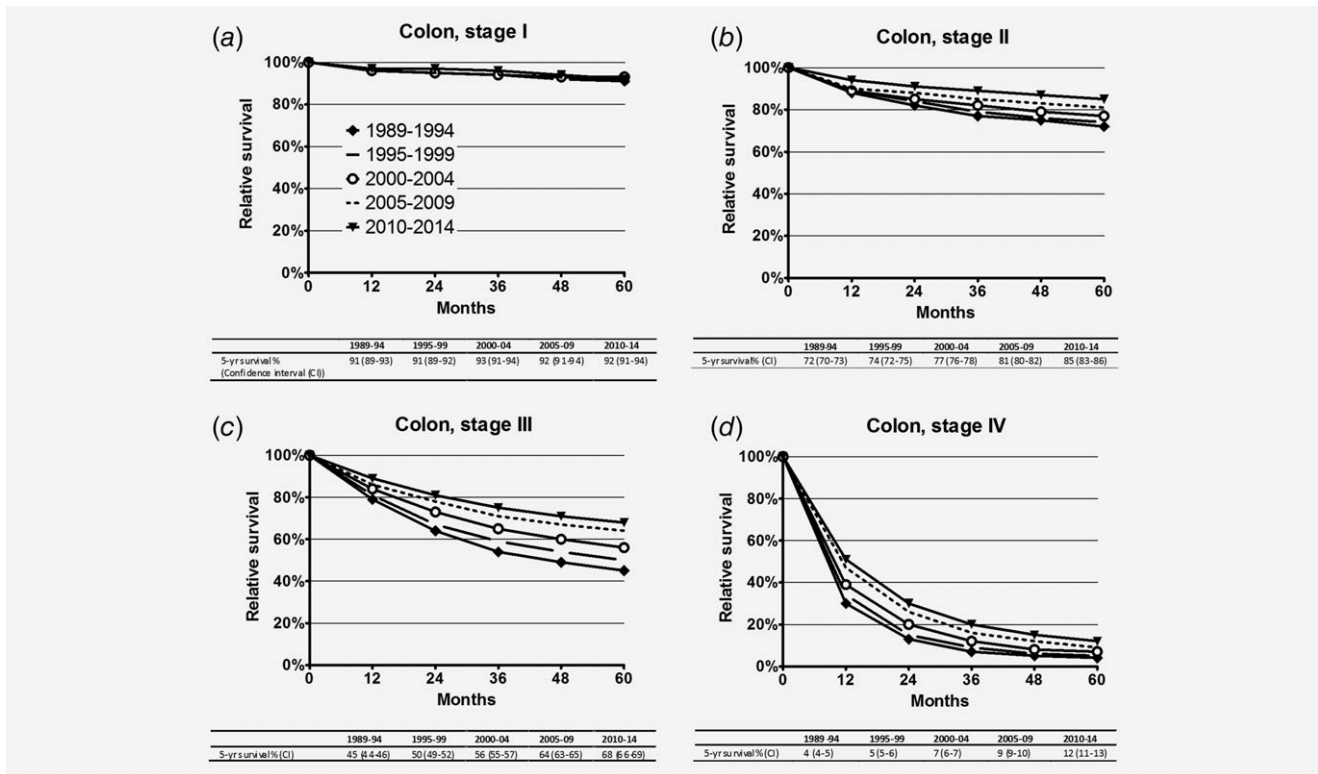 (a)
Colon, stage I
Relative survival
100%
80%
60%
40%
20%
0%
1989-1994
1995-1999
2000-2004
2005-2009
2010-2014
0 12 24 36 48 60
Months
1989-94 1995-99 2000-04 2005-09 2010-14
5-yr survival % 91 (89-93) 91 (89-92) 93 (91-94) 92 (91-94) 92 (91-94)
(Confidence interval (CI))
(b)
Colon, stage II
Relative survival
100%
80%
60%
40%
20%
0%
0 12 24 36 48 60
Months
1989-94 1995-99 2000-04 2005-09 2010-14
5-yr survival% (CI) 72 (70-73) 74 (72-75) 77 (76-78) 81 (80-82) 85 (83-86)
(c)
Colon, stage III
Relative survival
100%
80%
60%
40%
20%
0%
0 12 24 36 48 60
Months
1989-94 1995-99 2000-04 2005-09 2010-14
5-yr survival % (CI) 45 (44-46) 50 (49-52) 56 (55-57) 64 (63-65) 68 (66-69)
(d)
Colon, stage IV
Relative survival
100%
80%
60%
40%
20%
0%
0 12 24 36 48 60
Months
1989-94 1995-99 2000-04 2005-09 2010-14
5-yr survival % (CI) 4 (4-5) 5 (5-6) 7 (6-7) 9 (9-10) 12 (11-13)